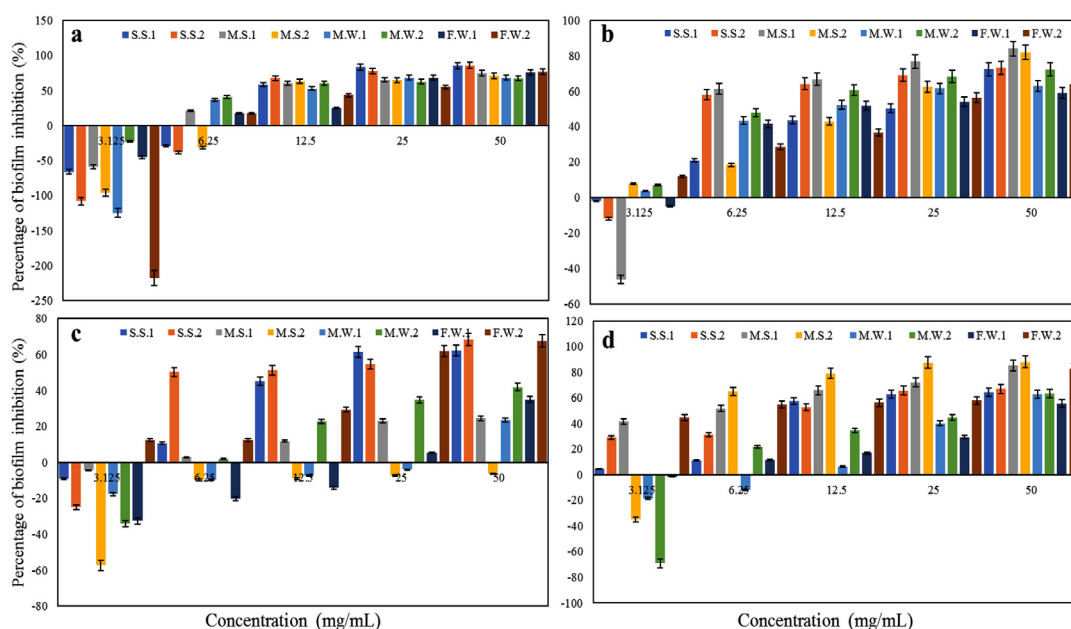 a
S.S.1 S.S.2 M.S.1 M.S.2 M.W.1 M.W.2 F.W.1 F.W.2
Percentage of biofilm inhibition (%)
150
100
50
0
-50
-100
-150
-200
-250
3.125 6.25 12.5 25 50
b
S.S.1 S.S.2 M.S.1 M.S.2 M.W.1 M.W.2 F.W.1 F.W.2
100
80
60
40
20
0
-20
-40
-60
3.125 6.25 12.5 25 50
c
S.S.1 S.S.2 M.S.1 M.S.2 M.W.1 M.W.2 F.W.1 F.W.2
Percentage of biofilm inbition (%)
80
60
40
20
0
-20
-40
-60
-80
3.125 6.25 12.5 25 50
Concentration (mg/mL)
d
S.S.1 S.S.2 M.S.1 M.S.2 M.W.1 M.W.2 F.W.1 F.W.2
120
100
80
60
40
20
0
-20
-40
-60
-80
-100
3.125 6.25 12.5 25 50
Concentration (mg/mL)